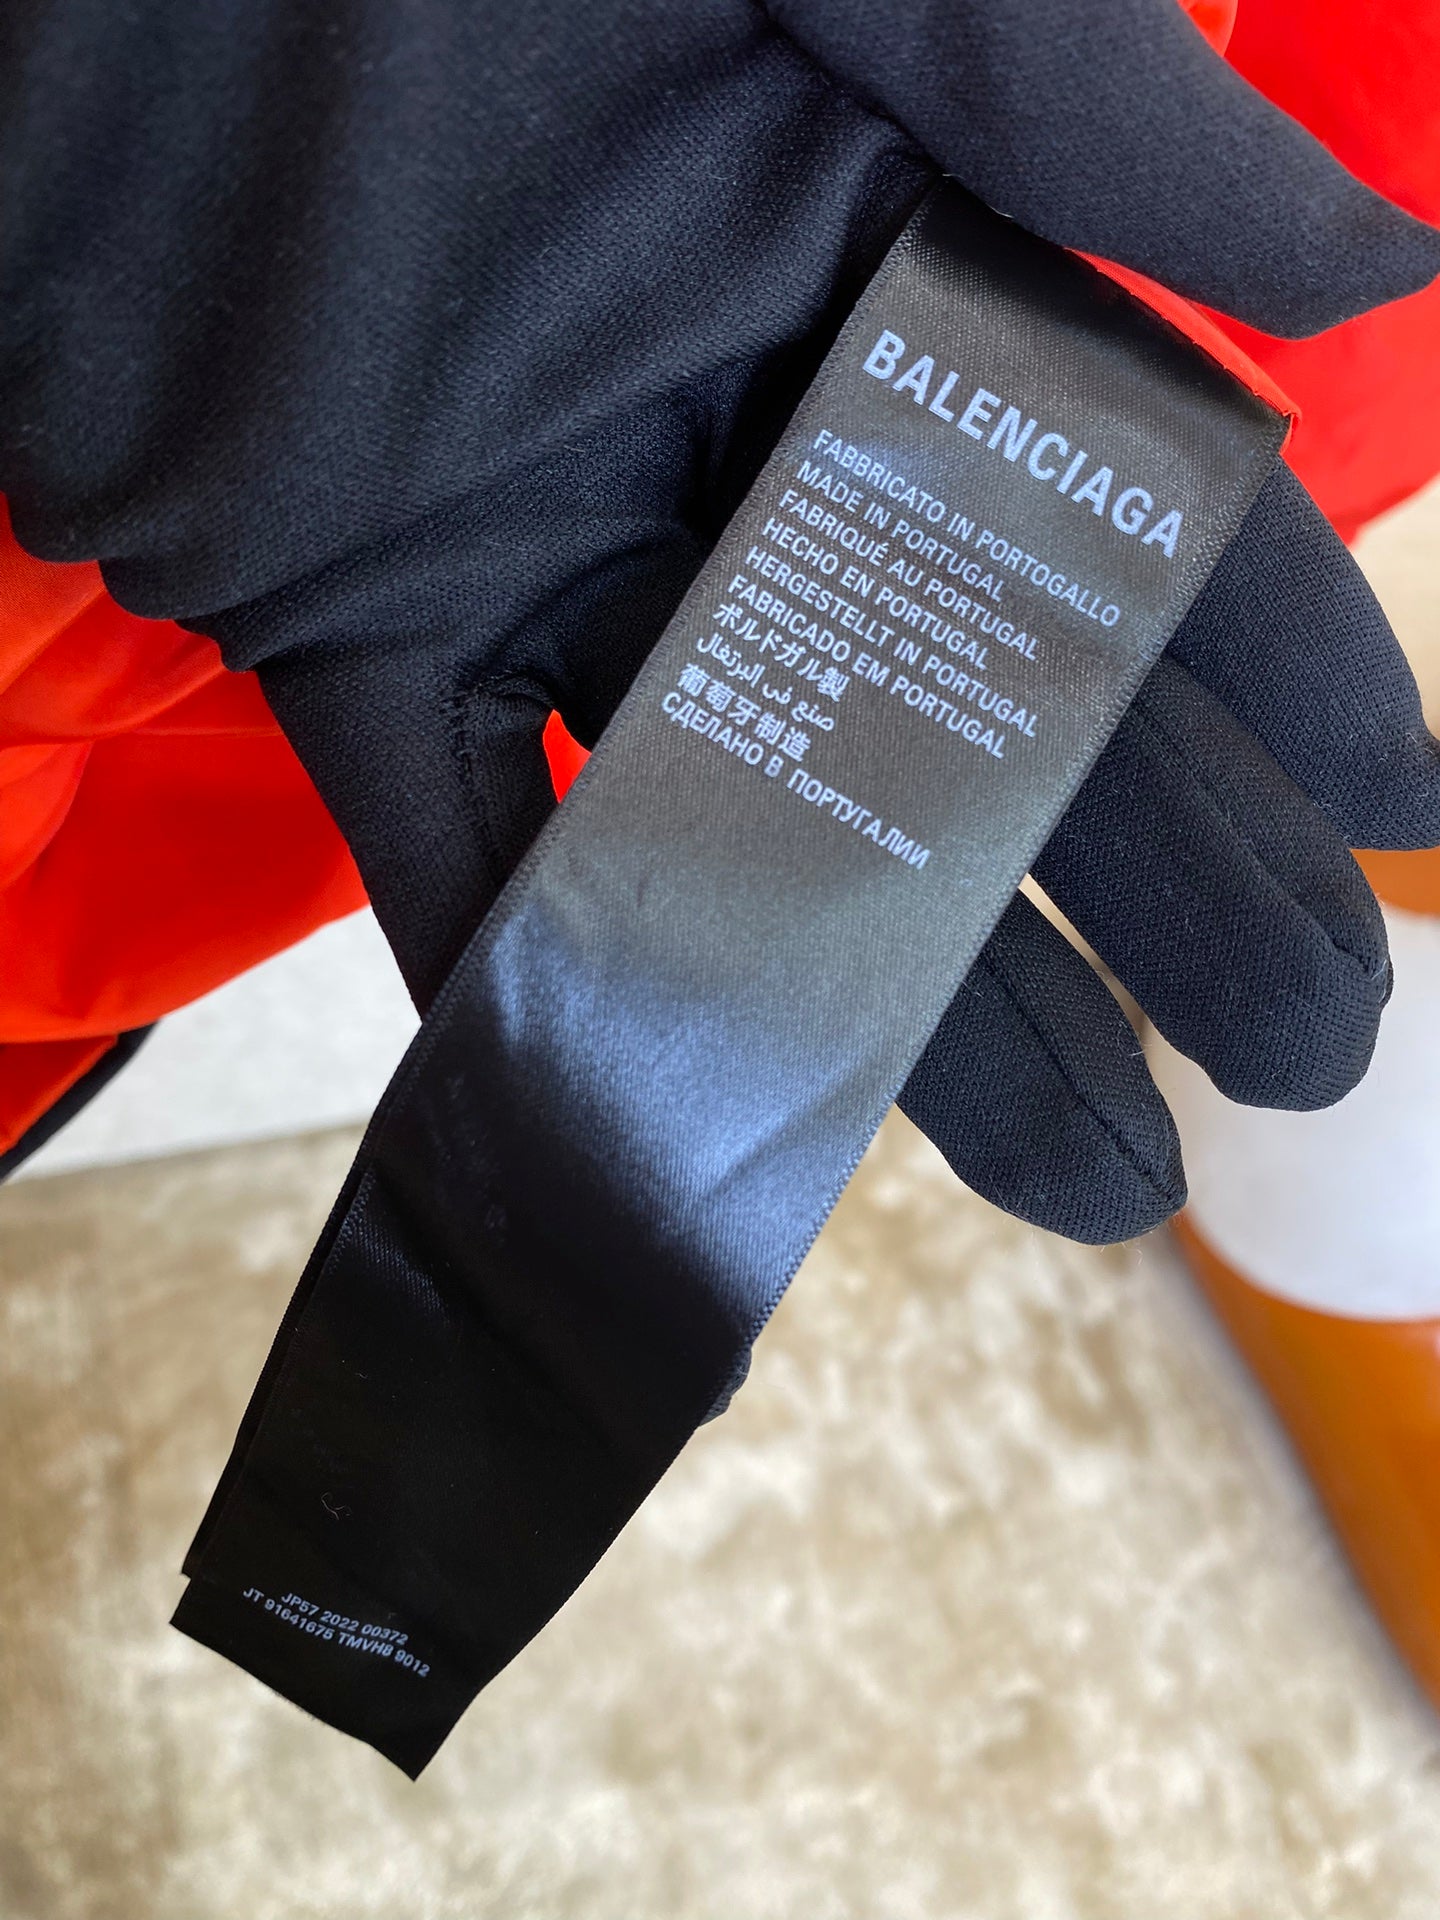 BALENCIAGA
FABBRICATO IN PORTOGALLO
MADE IN PORTUGAL
FABRIQUÉ AU PORTUGAL
HECHO EN PORTUGAL
HERGESTELLT IN PORTUGAL
FABRICADO EM PORTUGAL
ポルドガル製
صنع في البرتغال
葡萄牙制造
СДЕЛАНО В ПОРТУГАЛИИ
JP57 2022 00372
JT 91641675 TMVH8 9012